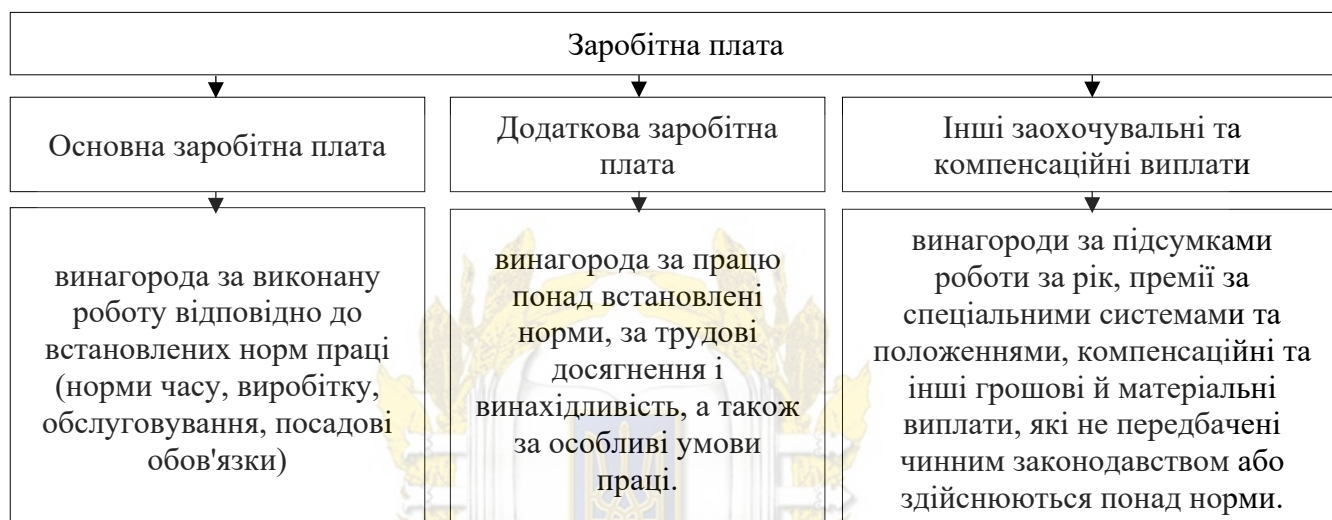 Заробітна плата
Основна заробітна плата
Додаткова заробітна
плата
Інші заохочувальні та
компенсаційні виплати
винагорода за виконану
роботу відповідно до
встановлених норм праці
(норми часу, виробітку,
обслуговування, посадові
обов'язки)
винагорода за працю
понад встановлені
норми, за трудові
досягнення і
винахідливість, а також
за особливі умови
праці.
винагороди за підсумками
роботи за рік, премії за
спеціальними системами та
положеннями, компенсаційні та
інші грошові й матеріальні
виплати, які не передбачені
чинним законодавством або
здійснюються понад норми.